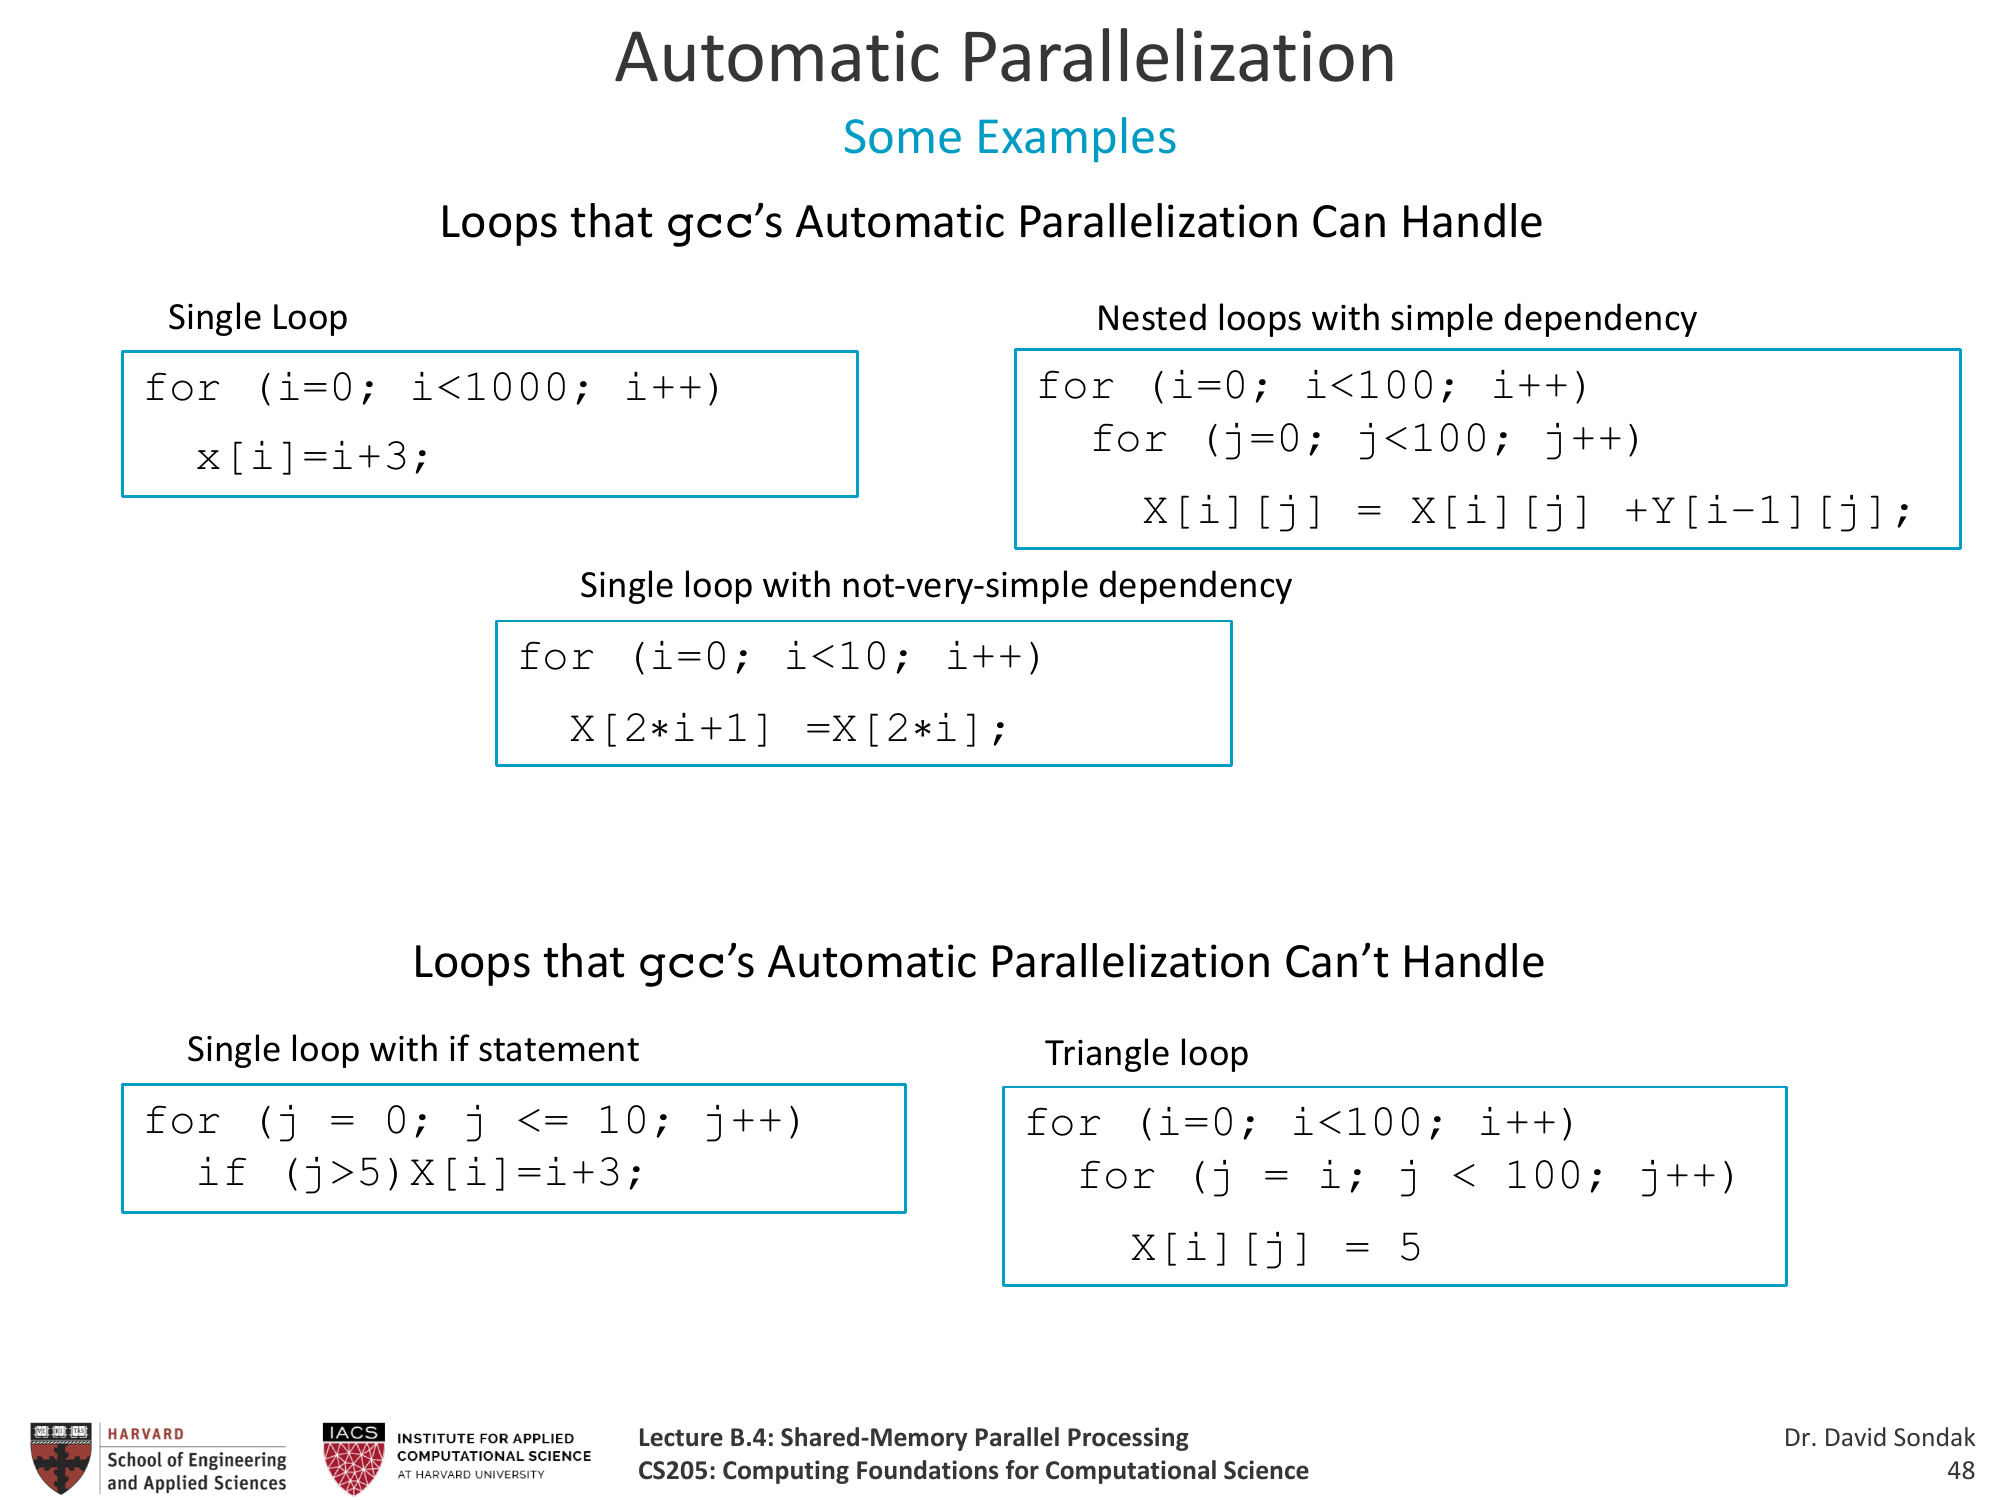 Automatic Parallelization
Some Examples
Loops that gcc’s Automatic Parallelization Can Handle
Single Loop
for (i=0; i<1000; i++)
x[i]=i+3;
Nested loops with simple dependency
for (i=0; i<100; i++)
for (j=0; j<100; j++)
X[i][j] = X[i][j] +Y[i-1][j];
Single loop with not-very-simple dependency
for (i=0; i<10; i++)
X[2*i+1] =X[2*i];
Loops that gcc’s Automatic Parallelization Can’t Handle
Single loop with if statement
for (j = 0; j <= 10; j++)
if (j>5)X[i]=i+3;
Triangle loop
for (i=0; i<100; i++)
for (j = i; j < 100; j++)
X[i][j] = 5
HARVARD
School of Engineering
and Applied Sciences
IACS
INSTITUTE FOR APPLIED
COMPUTATIONAL SCIENCE
AT HARVARD UNIVERSITY
Lecture B.4: Shared-Memory Parallel Processing
CS205: Computing Foundations for Computational Science
Dr. David Sondak
48